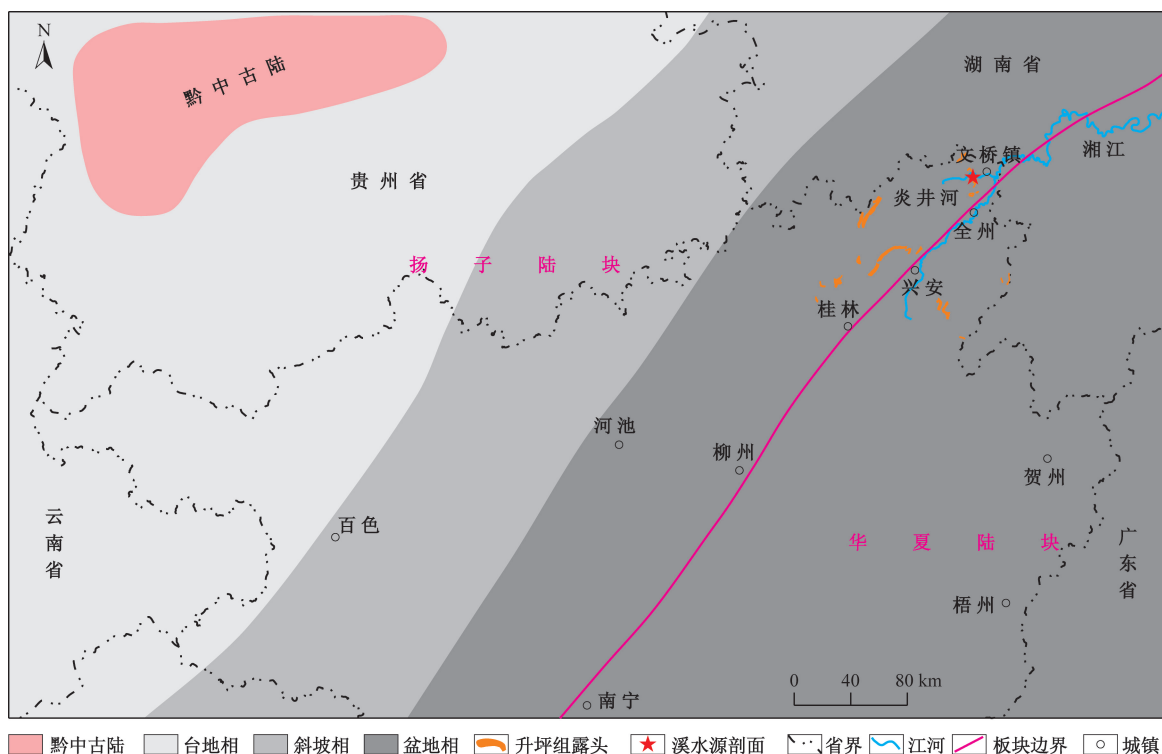 N
黔中古陆
湖南省
文桥镇
湘江
贵州省
炎井河
全州
扬子陆块
兴安
桂林
河池
柳州
贺州
云南省
百色
华夏陆块
广东省
梧州
0 40 80 km
南宁
黔中古陆 台地相 斜坡相 盆地相 升坪组露头 溪水源剖面 省界 江河 板块边界 城镇